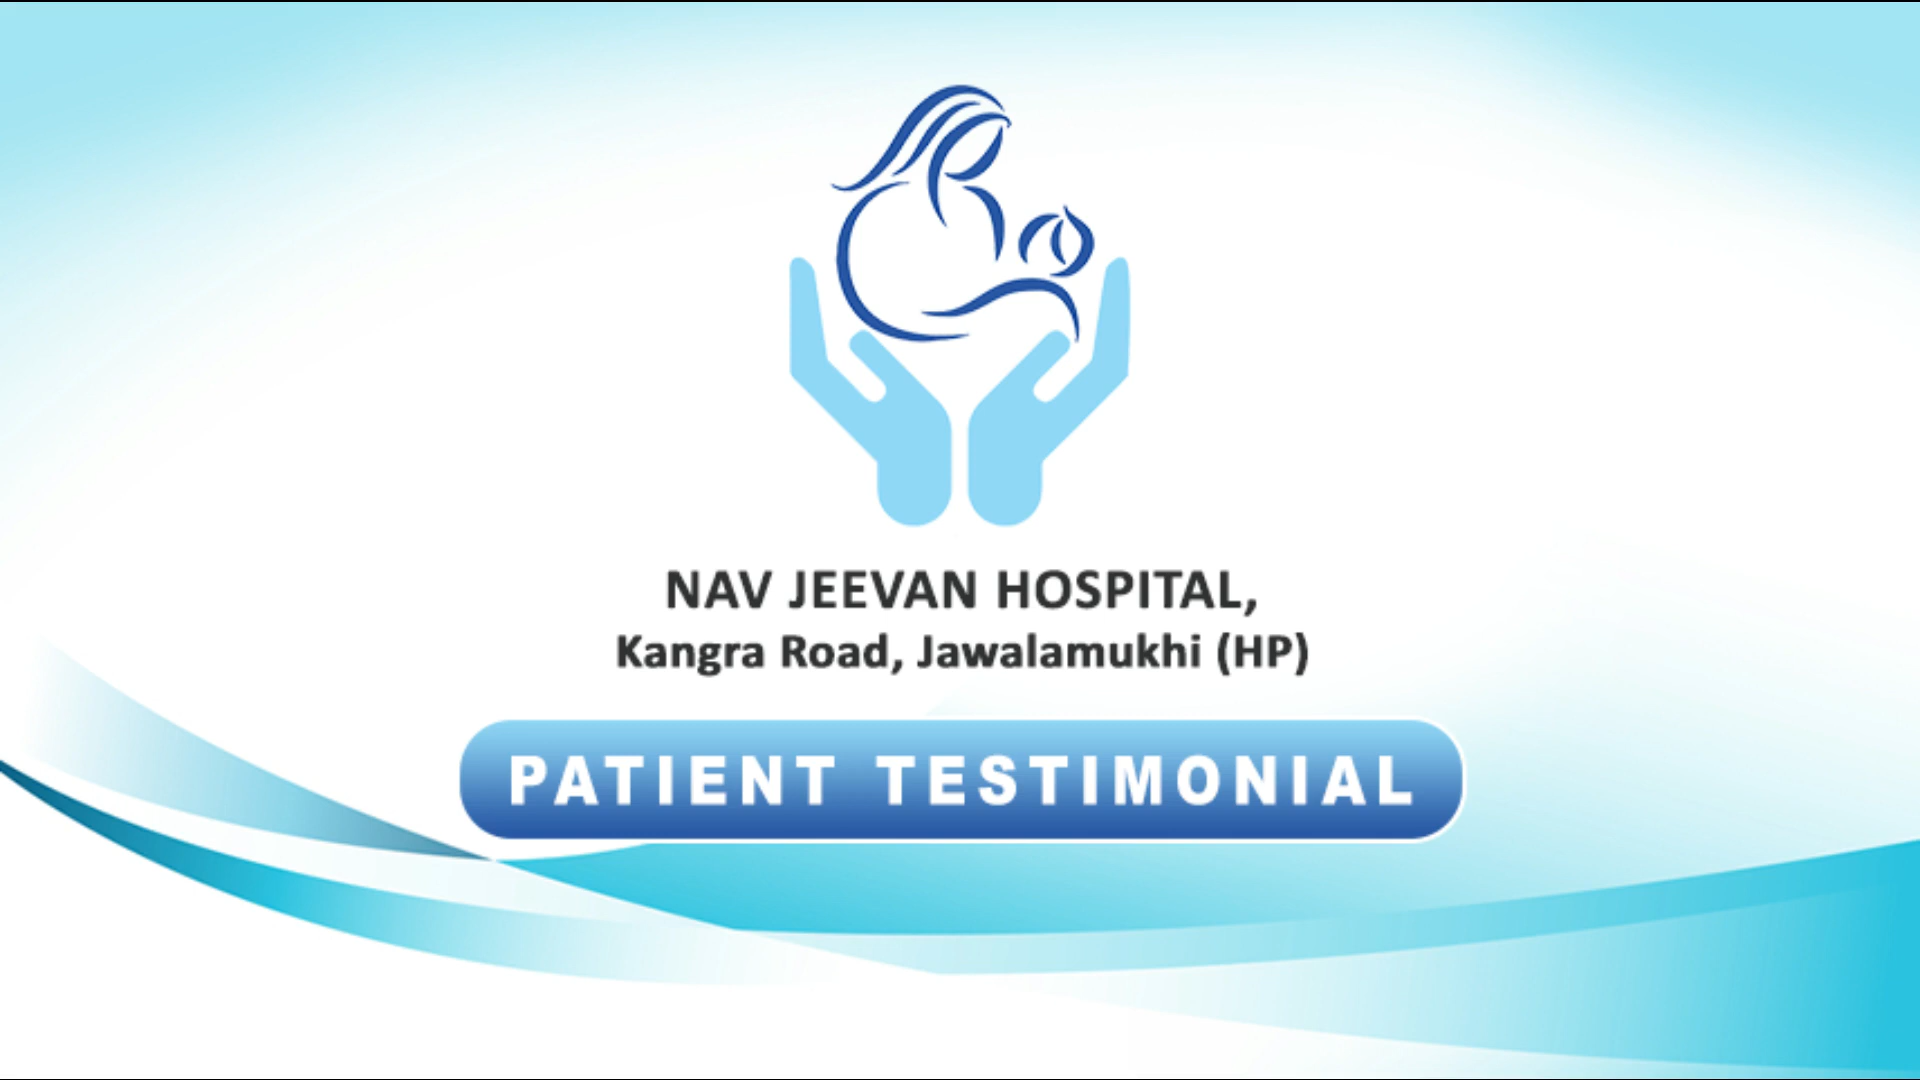 NAV JEEVAN HOSPITAL,
Kangra Road, Jawalamukhi (HP)
PATIENT TESTIMONIAL